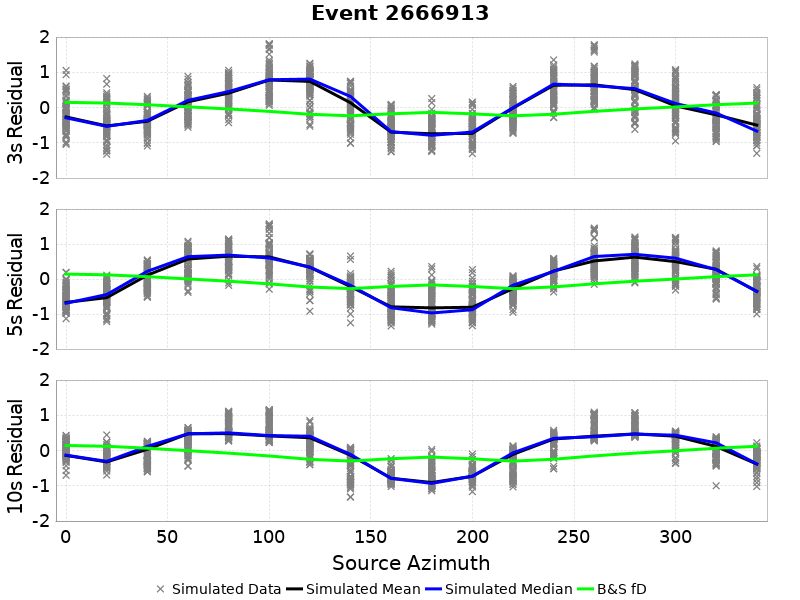 Event 2666913
3s Residual
2
1
0
-1
-2
5s Residual
2
1
0
-1
-2
10s Residual
2
1
0
-1
-2
0 50 100 150 200 250 300
Source Azimuth
Simulated Data Simulated Mean Simulated Median B&S fD